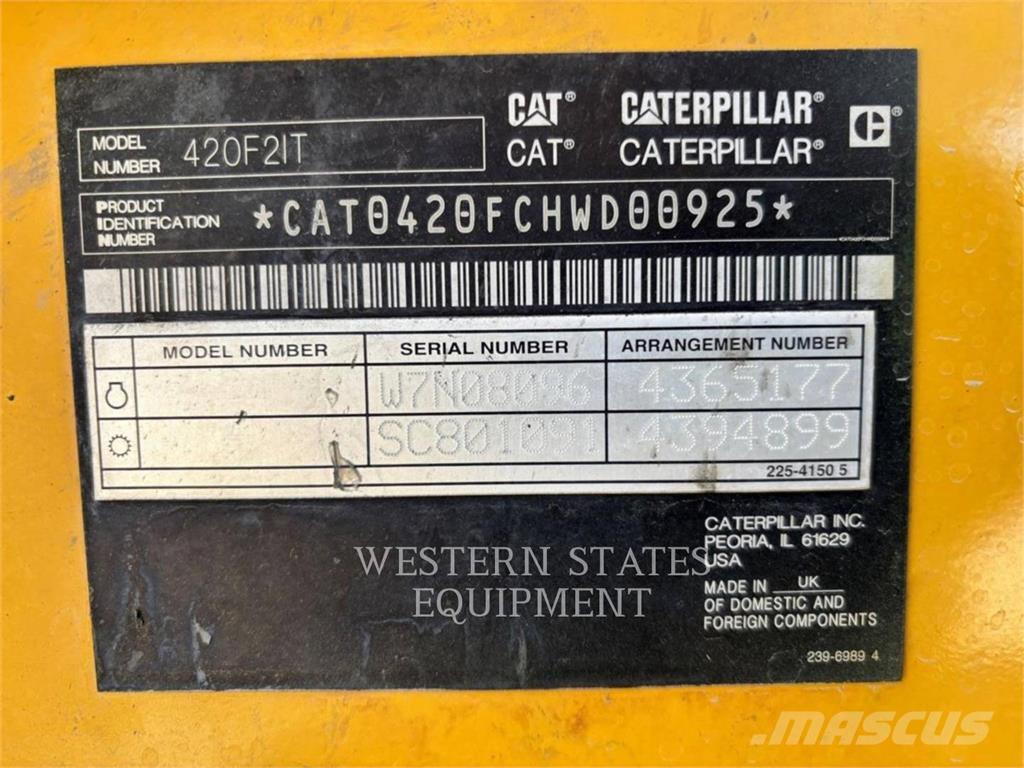 CAT® CATERPILLAR®
CAT® CATERPILLAR®
MODEL NUMBER 420F2IT
PRODUCT IDENTIFICATION NUMBER *CAT0420FCHWD00925*
MODEL NUMBER SERIAL NUMBER ARRANGEMENT NUMBER
W7N08096 4365177
SC801091 4394899
225-4150 5
CATERPILLAR INC.
PEORIA, IL 61629
USA
MADE IN UK
OF DOMESTIC AND
FOREIGN COMPONENTS
239-6989 4
WESTERN STATES
EQUIPMENT
MASCUS